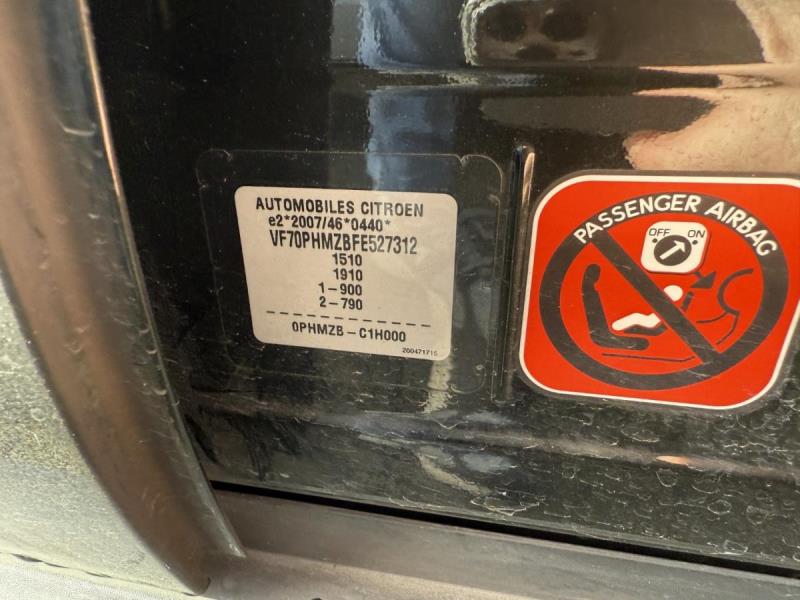 AUTOMOBILES CITROEN
e2*2007/46*0440*
VF70PHMZBFE527312
1510
1910
1-900
2-790
0PHMZB-C1H000
200471715
PASSENGER AIRBAG
OFF ON